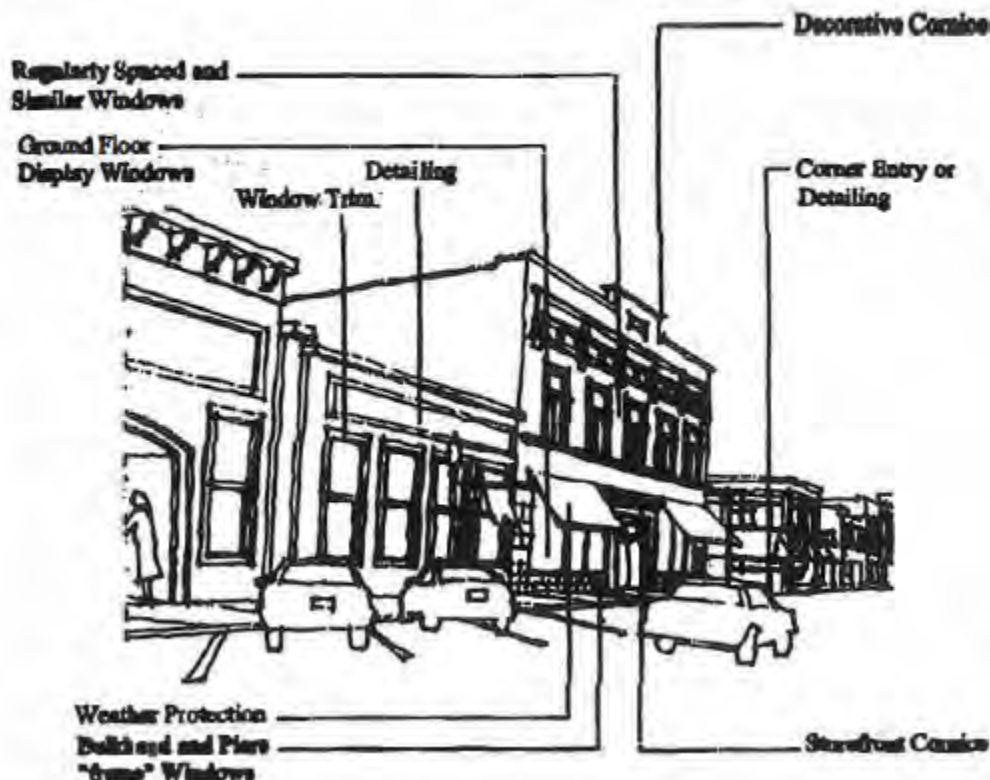 Decorative Cornice
Regularly Spaced and
Similar Windows
Ground Floor
Display Windows
Detailing
Window Trim
Corner Entry or
Detailing
Weather Protection
Bulkhead and Piers
"frame" Windows
Storefront Cornice